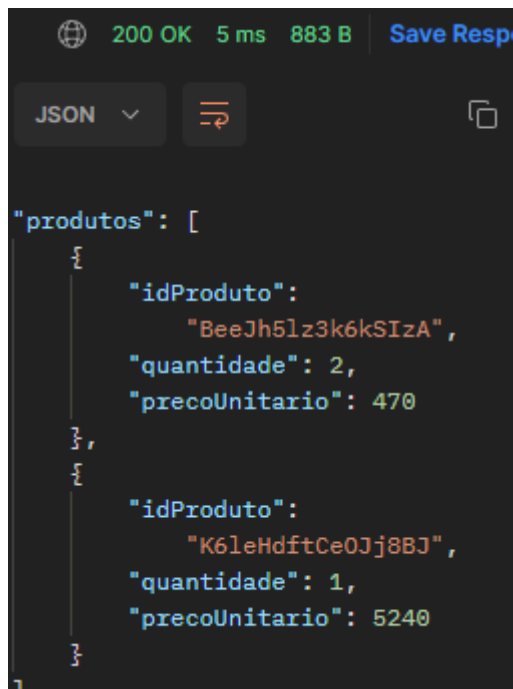 200 OK 5 ms 883 B Save Resp
JSON
"produtos": [
{
"idProduto":
"BeeJh5lz3k6kSIzA",
"quantidade": 2,
"precoUnitario": 470
},
{
"idProduto":
"K6leHdftCeOJj8BJ",
"quantidade": 1,
"precoUnitario": 5240
}
]